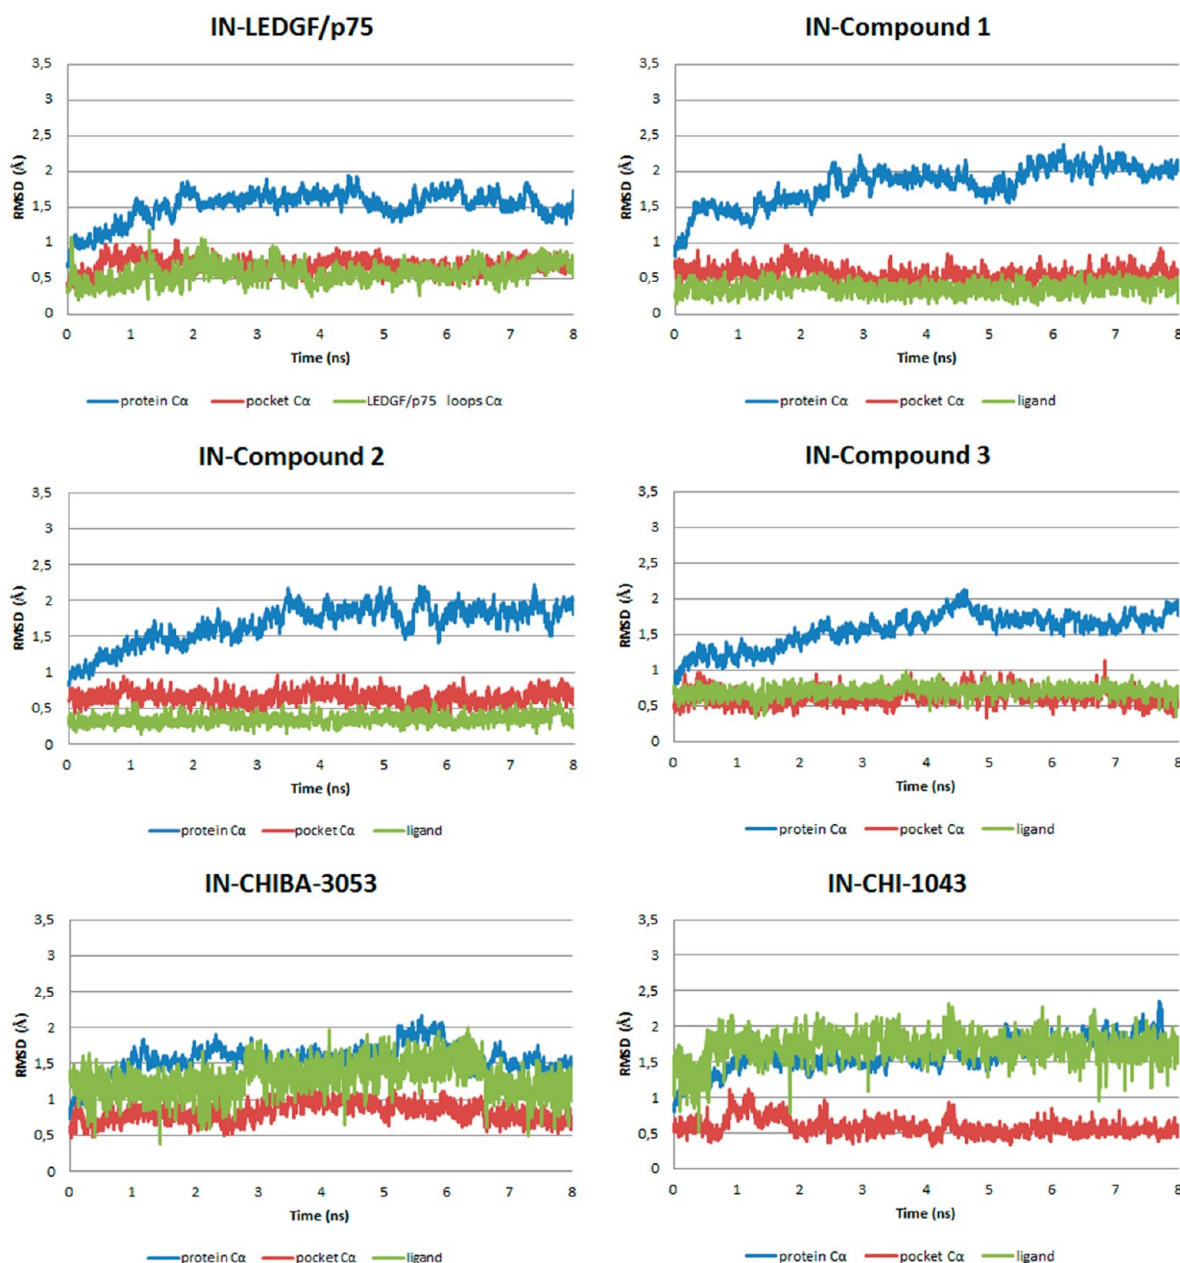 IN-LEDGF/p75
3,5
3
2,5
2
1,5
1
0,5
0
RMSD (Å)
0 1 2 3 4 5 6 7 8
Time (ns)
protein Cα pocket Cα LEDGF/p75 loops Cα
IN-Compound 1
3,5
3
2,5
2
1,5
1
0,5
0
RMSD (Å)
0 1 2 3 4 5 6 7 8
Time (ns)
protein Cα pocket Cα ligand
IN-Compound 2
3,5
3
2,5
2
1,5
1
0,5
0
RMSD (Å)
0 1 2 3 4 5 6 7 8
Time (ns)
protein Cα pocket Cα ligand
IN-Compound 3
3,5
3
2,5
2
1,5
1
0,5
0
RMSD (Å)
0 1 2 3 4 5 6 7 8
Time (ns)
protein Cα pocket Cα ligand
IN-CHIBA-3053
3,5
3
2,5
2
1,5
1
0,5
0
RMSD (Å)
0 1 2 3 4 5 6 7 8
Time (ns)
protein Cα pocket Cα ligand
IN-CHI-1043
3,5
3
2,5
2
1,5
1
0,5
0
RMSD (Å)
0 1 2 3 4 5 6 7 8
Time (ns)
protein Cα pocket Cα ligand